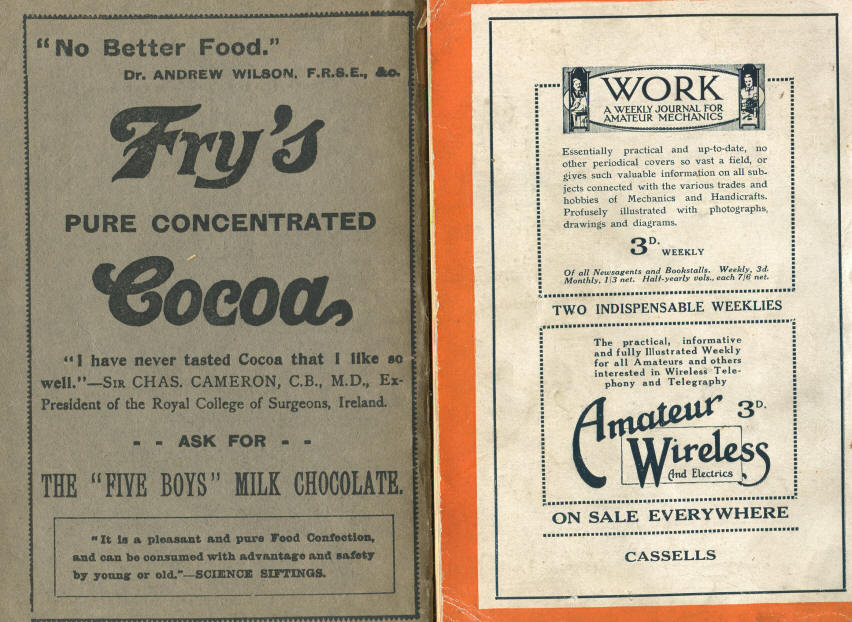 "No Better Food."
Dr. ANDREW WILSON, F.R.S.E., &c.
Fry's
PURE CONCENTRATED
Cocoa
"I have never tasted Cocoa that I like so
well."—SIR CHAS. CAMERON, C.B., M.D., Ex-
President of the Royal College of Surgeons, Ireland.
- - ASK FOR - -
THE "FIVE BOYS" MILK CHOCOLATE.
"It is a pleasant and pure Food Confection,
and can be consumed with advantage and safety
by young or old."—SCIENCE SIFTINGS.
WORK
A WEEKLY JOURNAL FOR
AMATEUR MECHANICS
Essentially practical and up-to-date, no
other periodical covers so vast a field, or
gives such valuable information on all sub-
jects connected with the various trades and
hobbies of Mechanics and Handicrafts.
Profusely illustrated with photographs,
drawings and diagrams.
3D. WEEKLY
Of all Newsagents and Bookstalls. Weekly, 3d.
Monthly, 1/3 net. Half-yearly vols., each 7/6 net.
TWO INDISPENSABLE WEEKLIES
The practical, informative
and fully Illustrated Weekly
for all Amateurs and others
interested in Wireless Tele-
phony and Telegraphy
Amateur 3D.
Wireless
And Electrics
ON SALE EVERYWHERE
CASSELLS